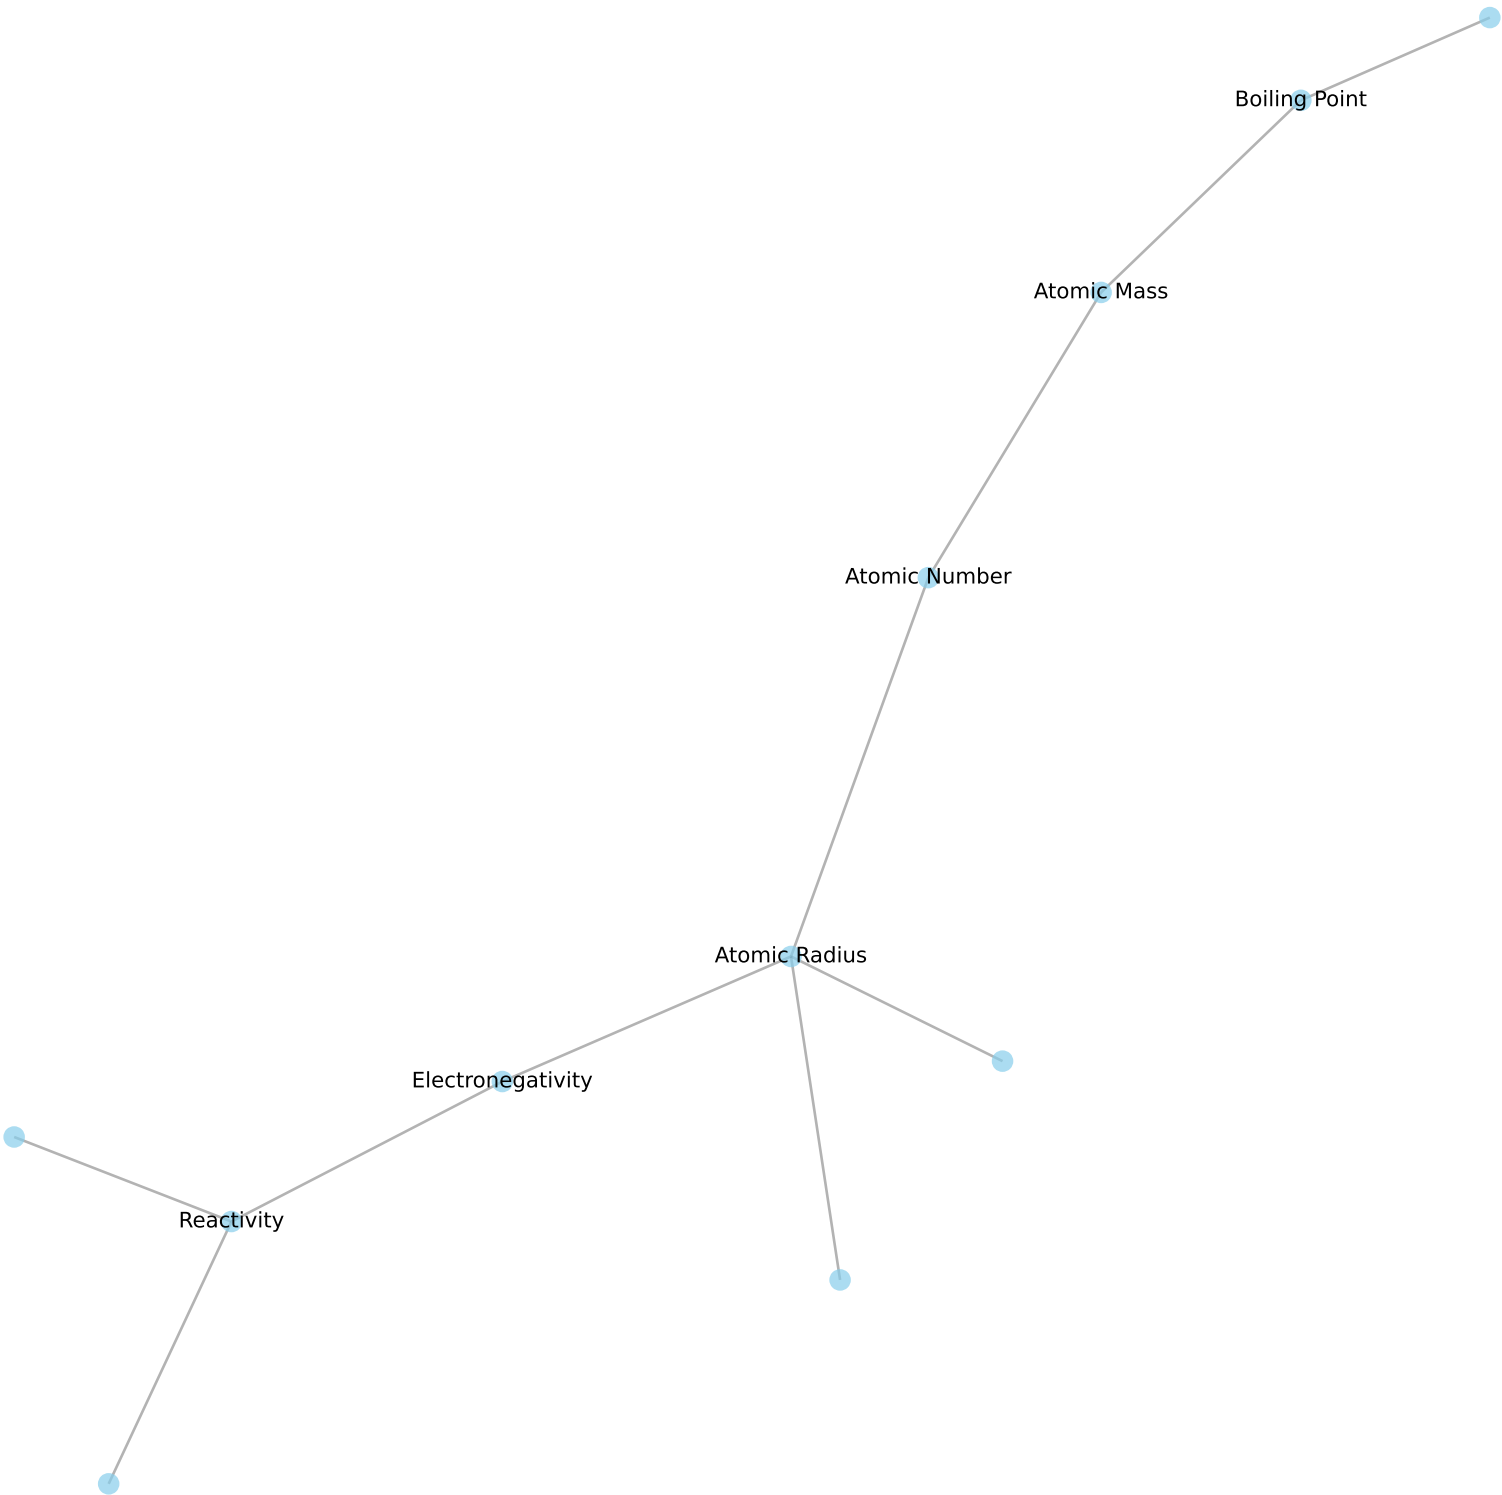 Boiling Point
Atomic Mass
Atomic Number
Atomic Radius
Electronegativity
Reactivity